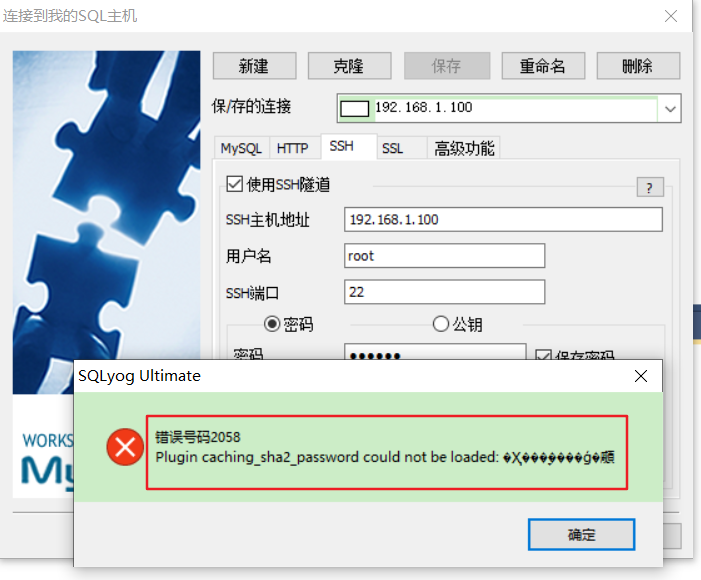 连接到我的SQL主机
新建 克隆 保存 重命名 删除
保/存的连接 192.168.1.100
MySQL HTTP SSH SSL 高级功能
使用SSH隧道 ?
SSH主机地址 192.168.1.100
用户名 root
SSH端口 22
密码 公钥
密码 ●●●●●● 保存密码
SQLyog Ultimate
WORKS
My
错误号码2058
Plugin caching_sha2_password could not be loaded:
确定